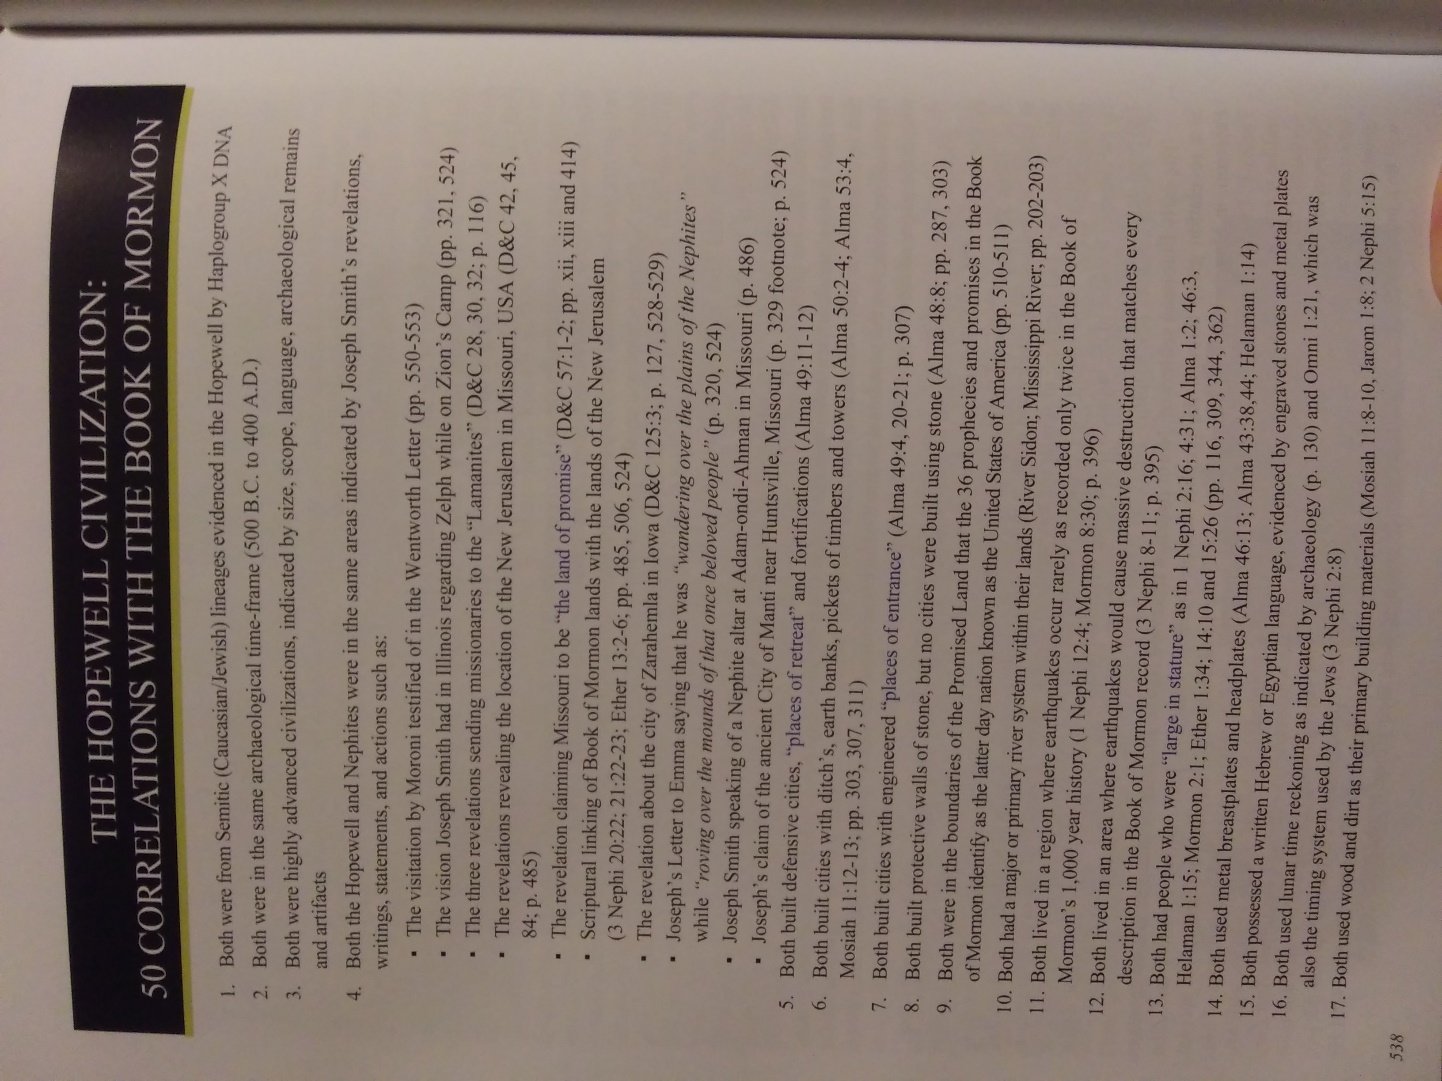 THE HOPEWELL CIVILIZATION:
50 CORRELATIONS WITH THE BOOK OF MORMON
1. Both were from Semitic (Caucasian/Jewish) lineages evidenced in the Hopewell by Haplogroup X DNA
2. Both were in the same archaeological time-frame (500 B.C. to 400 A.D.)
3. Both were highly advanced civilizations, indicated by size, scope, language, archaeological remains
and artifacts
4. Both the Hopewell and Nephites were in the same areas indicated by Joseph Smith's revelations,
writings, statements, and actions such as:
▪ The visitation by Moroni testified of in the Wentworth Letter (pp. 550-553)
▪ The vision Joseph Smith had in Illinois regarding Zelph while on Zion's Camp (pp. 321, 524)
▪ The three revelations sending missionaries to the “Lamanites” (D&C 28, 30, 32; p. 116)
▪ The revelations revealing the location of the New Jerusalem in Missouri, USA (D&C 42, 45,
84; p. 485)
▪ The revelation claiming Missouri to be “the land of promise” (D&C 57:1-2; pp. xii, xiii and 414)
▪ Scriptural linking of Book of Mormon lands with the lands of the New Jerusalem
(3 Nephi 20:22; 21:22-23; Ether 13:2-6; pp. 485, 506, 524)
▪ The revelation about the city of Zarahemla in Iowa (D&C 125:3; p. 127, 528-529)
▪ Joseph's Letter to Emma saying that he was “wandering over the plains of the Nephites”
while “roving over the mounds of that once beloved people” (p. 320, 524)
▪ Joseph Smith speaking of a Nephite altar at Adam-ondi-Ahman in Missouri (p. 486)
▪ Joseph's claim of the ancient City of Manti near Huntsville, Missouri (p. 329 footnote; p. 524)
5. Both built defensive cities, “places of retreat” and fortifications (Alma 49:11-12)
6. Both built cities with ditch's, earth banks, pickets of timbers and towers (Alma 50:2-4; Alma 53:4,
Mosiah 11:12-13; pp. 303, 307, 311)
7. Both built cities with engineered “places of entrance” (Alma 49:4, 20-21; p. 307)
8. Both built protective walls of stone, but no cities were built using stone (Alma 48:8; pp. 287, 303)
9. Both were in the boundaries of the Promised Land that the 36 prophecies and promises in the Book
of Mormon identify as the latter day nation known as the United States of America (pp. 510-511)
10. Both had a major or primary river system within their lands (River Sidon; Mississippi River; pp. 202-203)
11. Both lived in a region where earthquakes occur rarely as recorded only twice in the Book of
Mormon's 1,000 year history (1 Nephi 12:4; Mormon 8:30; p. 396)
12. Both lived in an area where earthquakes would cause massive destruction that matches every
description in the Book of Mormon record (3 Nephi 8-11; p. 395)
13. Both had people who were “large in stature” as in 1 Nephi 2:16; 4:31; Alma 1:2; 46:3,
Helaman 1:15; Mormon 2:1; Ether 1:34; 14:10 and 15:26 (pp. 116, 309, 344, 362)
14. Both used metal breastplates and headplates (Alma 46:13; Alma 43:38,44; Helaman 1:14)
15. Both possessed a written Hebrew or Egyptian language, evidenced by engraved stones and metal plates
16. Both used lunar time reckoning as indicated by archaeology (p. 130) and Omni 1:21, which was
also the timing system used by the Jews (3 Nephi 2:8)
17. Both used wood and dirt as their primary building materials (Mosiah 11:8-10, Jarom 1:8; 2 Nephi 5:15)
538